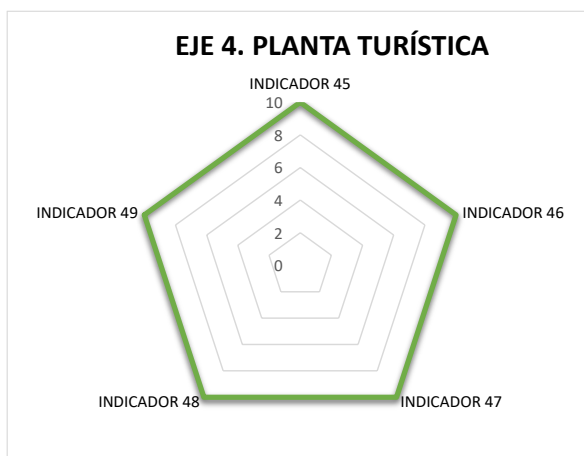 EJE 4. PLANTA TURÍSTICA
INDICADOR 45
10
8
6
4
2
0
INDICADOR 49
INDICADOR 46
INDICADOR 48
INDICADOR 47